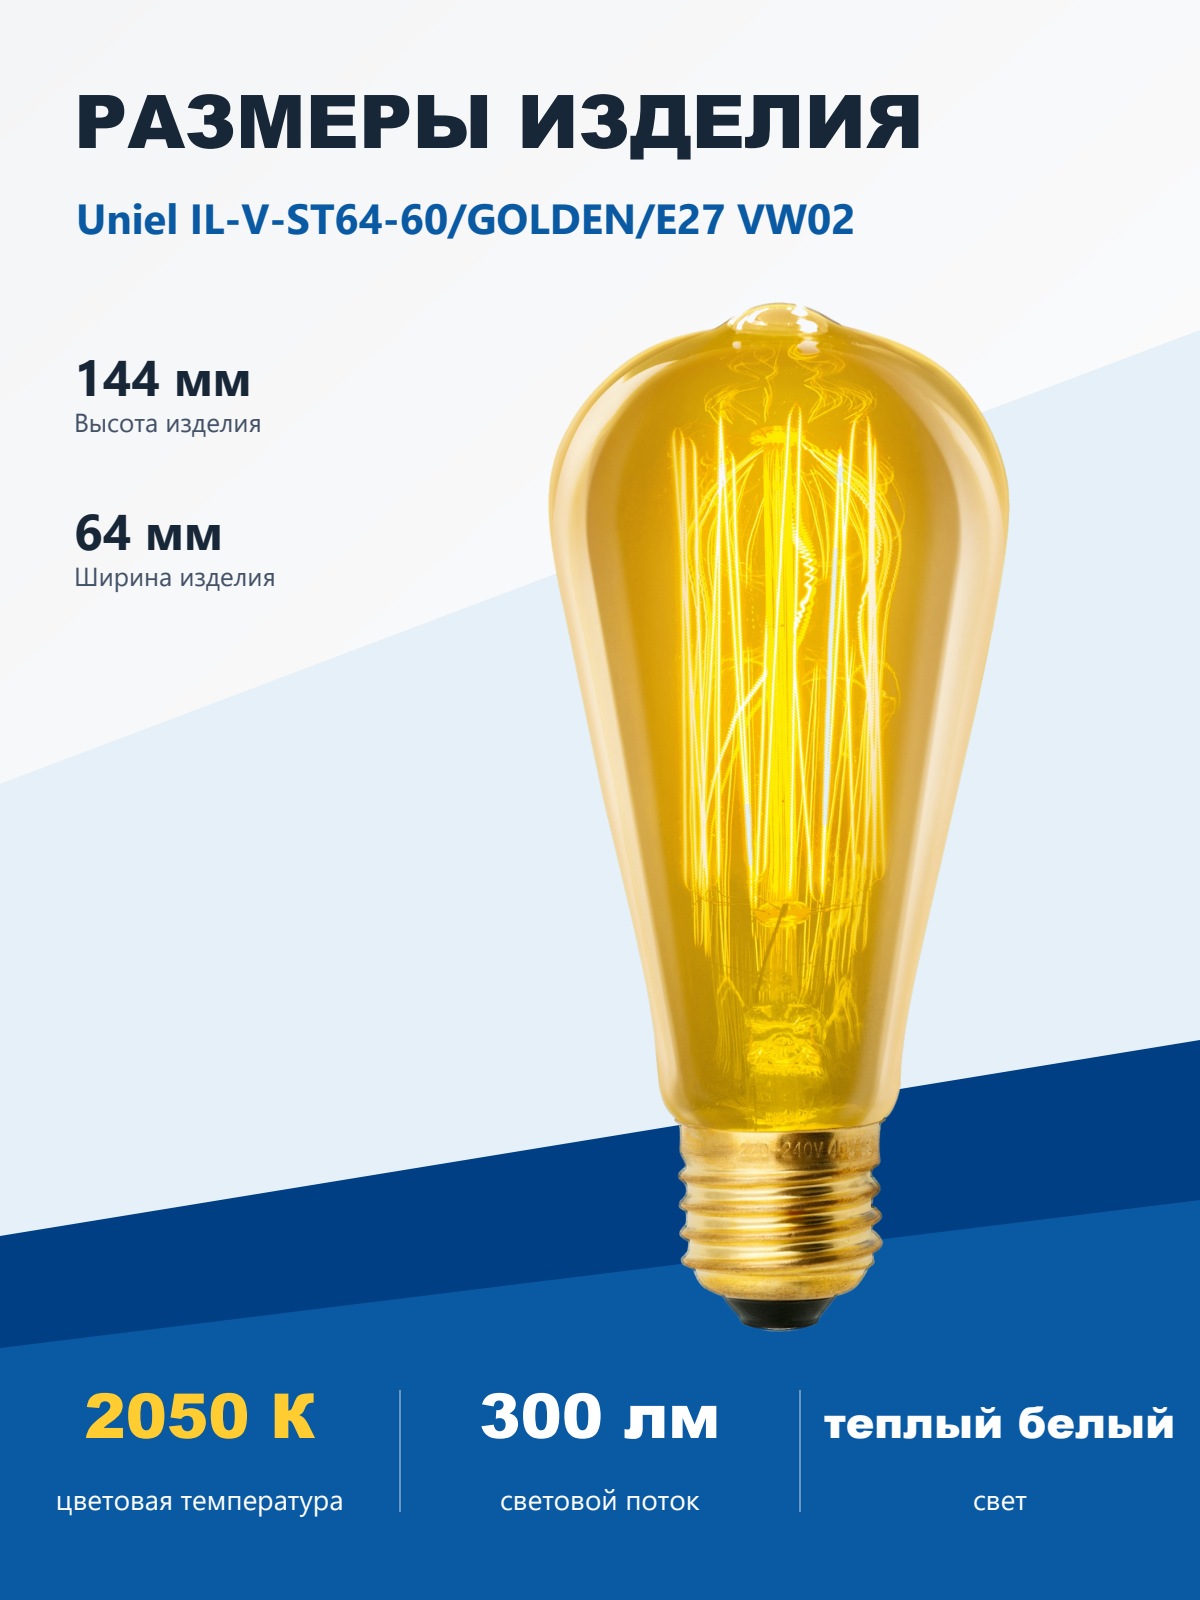 РАЗМЕРЫ ИЗДЕЛИЯ
Uniel IL-V-ST64-60/GOLDEN/E27 VW02
144 мм
Высота изделия
64 мм
Ширина изделия
240V
2050 К
цветовая температура
300 лм
световой поток
теплый белый
свет